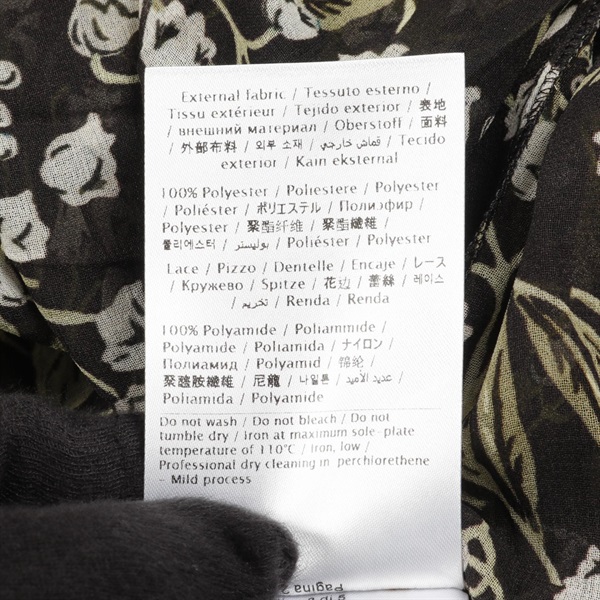 External fabric / Tessuto esterno /
Tissu extérieur / Tejido exterior / 表地
/ внешний материал / Oberstoff / 面料
/ 外部布料 / 외부 소재 / قماش خارجي / Tecido
exterior / Kain eksternal
100% Polyester / Poliestere / Polyester
/ Poliéster / ポリエステル / Полиэфир /
Polyester / 聚酯纤维 / 聚酯纖維 /
폴리에스터 / بوليستر / Poliéster / Polyester
Lace / Pizzo / Dentelle / Encaje / レース
/ Кружево / Spitze / 花边 / 蕾絲 / 레이스
/ تخريم / Renda / Renda
100% Polyamide / Poliammide /
Polyamide / Poliamida / ナイロン /
Полиамид / Polyamid / 锦纶 /
聚醯胺纖維 / 尼龍 / 나일론 / عديد الأميد /
Poliamida / Polyamide
Do not wash / Do not bleach / Do not
tumble dry / Iron at maximum sole-plate
temperature of 110°C / Iron, low /
Professional dry cleaning in perchlorethene
- Mild process
Pagina 2